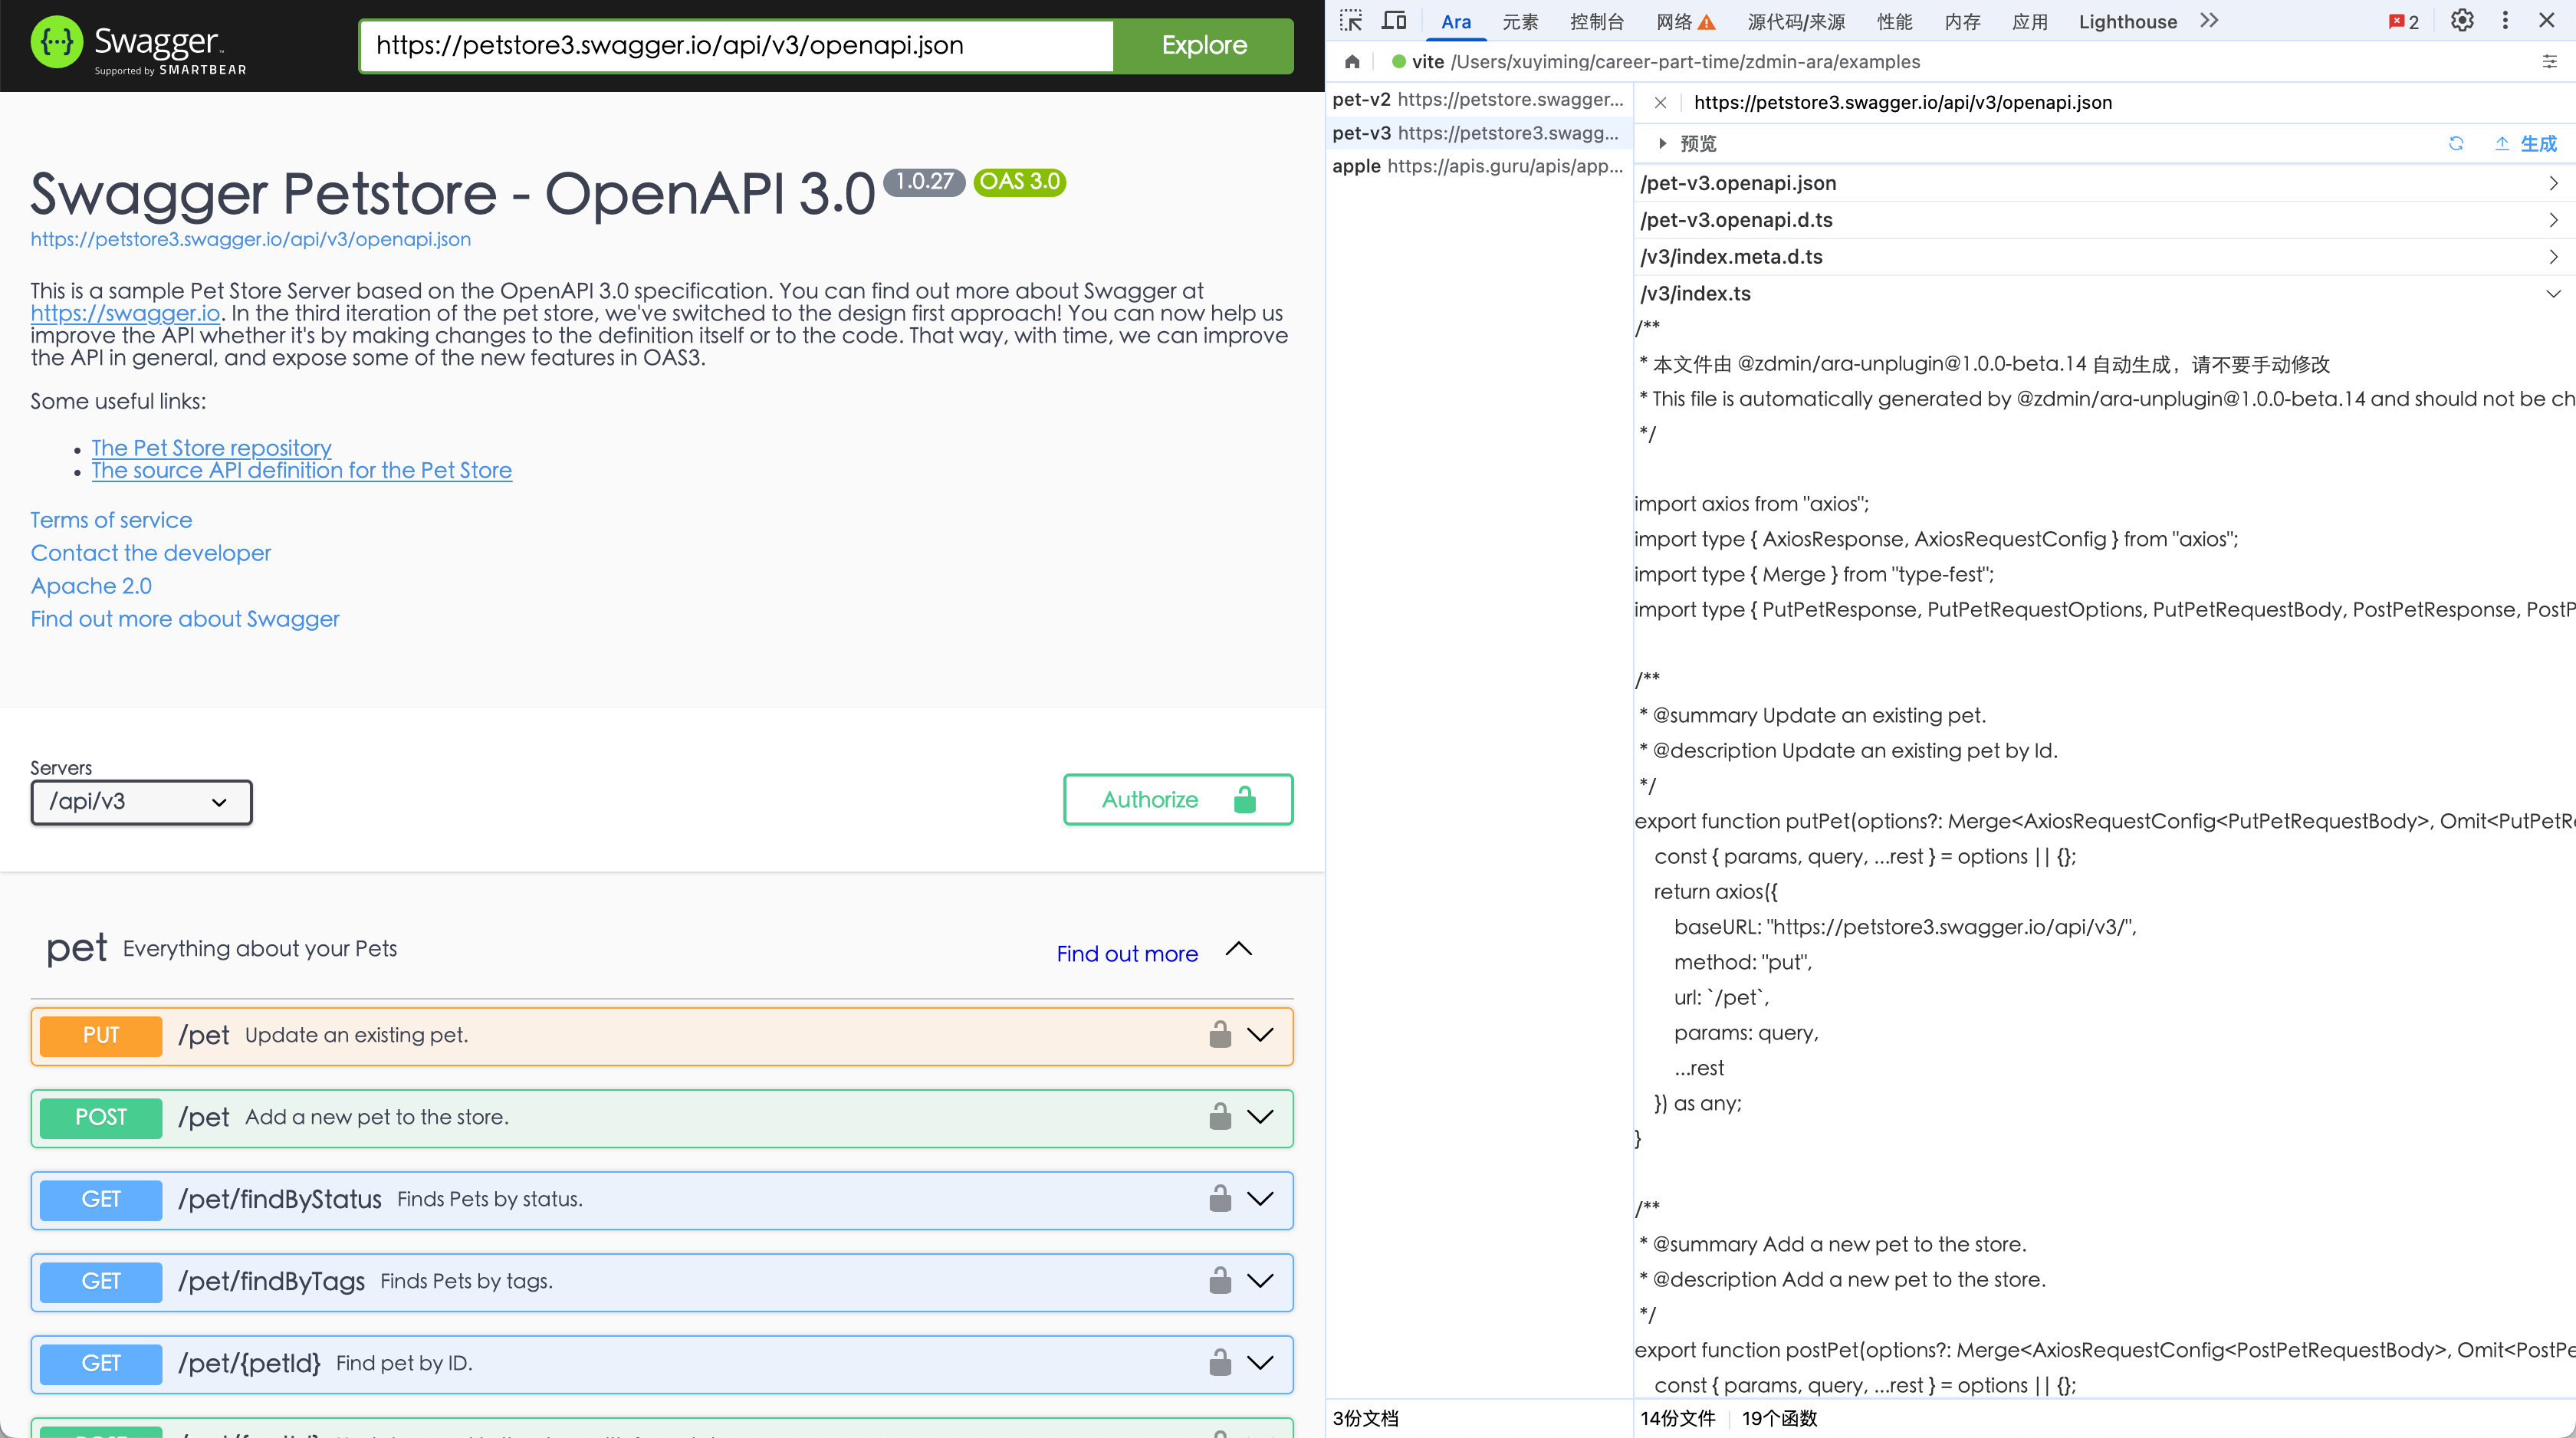 Swagger
Supported by SMARTBEAR
https://petstore3.swagger.io/api/v3/openapi.json
Explore
Swagger Petstore - OpenAPI 3.0 1.0.27 OAS 3.0
https://petstore3.swagger.io/api/v3/openapi.json
This is a sample Pet Store Server based on the OpenAPI 3.0 specification. You can find out more about Swagger at
https://swagger.io. In the third iteration of the pet store, we've switched to the design first approach! You can now help us
improve the API whether it's by making changes to the definition itself or to the code. That way, with time, we can improve
the API in general, and expose some of the new features in OAS3.
Some useful links:
• The Pet Store repository
• The source API definition for the Pet Store
Terms of service
Contact the developer
Apache 2.0
Find out more about Swagger
Servers
/api/v3
Authorize
pet Everything about your Pets
Find out more
PUT /pet Update an existing pet.
POST /pet Add a new pet to the store.
GET /pet/findByStatus Finds Pets by status.
GET /pet/findByTags Finds Pets by tags.
GET /pet/{petId} Find pet by ID.
Ara 元素 控制台 网络 源代码/来源 性能 内存 应用 Lighthouse 2
vite /Users/xuyiming/career-part-time/zdmin-ara/examples
pet-v2 https://petstore.swagger...
pet-v3 https://petstore3.swagg...
apple https://apis.guru/apis/app...
3份文档
https://petstore3.swagger.io/api/v3/openapi.json
预览 生成
/pet-v3.openapi.json
/pet-v3.openapi.d.ts
/v3/index.meta.d.ts
/v3/index.ts
/**
* 本文件由 @zdmin/ara-unplugin@1.0.0-beta.14 自动生成，请不要手动修改
* This file is automatically generated by @zdmin/ara-unplugin@1.0.0-beta.14 and should not be ch
*/
import axios from "axios";
import type { AxiosResponse, AxiosRequestConfig } from "axios";
import type { Merge } from "type-fest";
import type { PutPetResponse, PutPetRequestOptions, PutPetRequestBody, PostPetResponse, PostP
/**
* @summary Update an existing pet.
* @description Update an existing pet by Id.
*/
export function putPet(options?: Merge<AxiosRequestConfig<PutPetRequestBody>, Omit<PutPetR
const { params, query, ...rest } = options || {};
return axios({
baseURL: "https://petstore3.swagger.io/api/v3/",
method: "put",
url: `/pet`,
params: query,
...rest
}) as any;
}
/**
* @summary Add a new pet to the store.
* @description Add a new pet to the store.
*/
export function postPet(options?: Merge<AxiosRequestConfig<PostPetRequestBody>, Omit<PostPe
const { params, query, ...rest } = options || {};
14份文件 19个函数